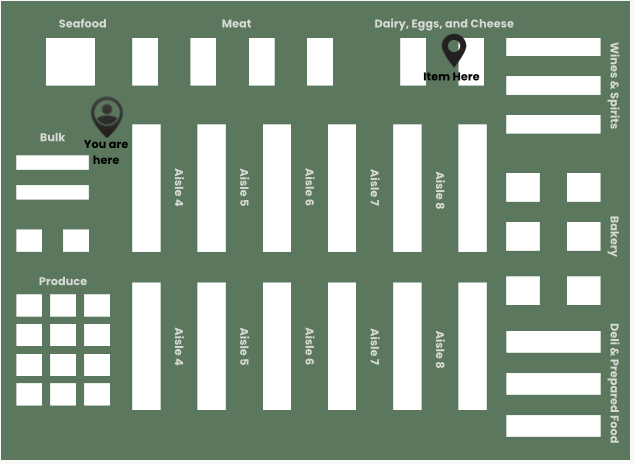 Seafood
Meat
Dairy, Eggs, and Cheese
Wines & Spirits
Item Here
Bulk
You are
here
Aisle 4
Aisle 5
Aisle 6
Aisle 7
Aisle 8
Bakery
Produce
Aisle 4
Aisle 5
Aisle 6
Aisle 7
Aisle 8
Deli & Prepared Food